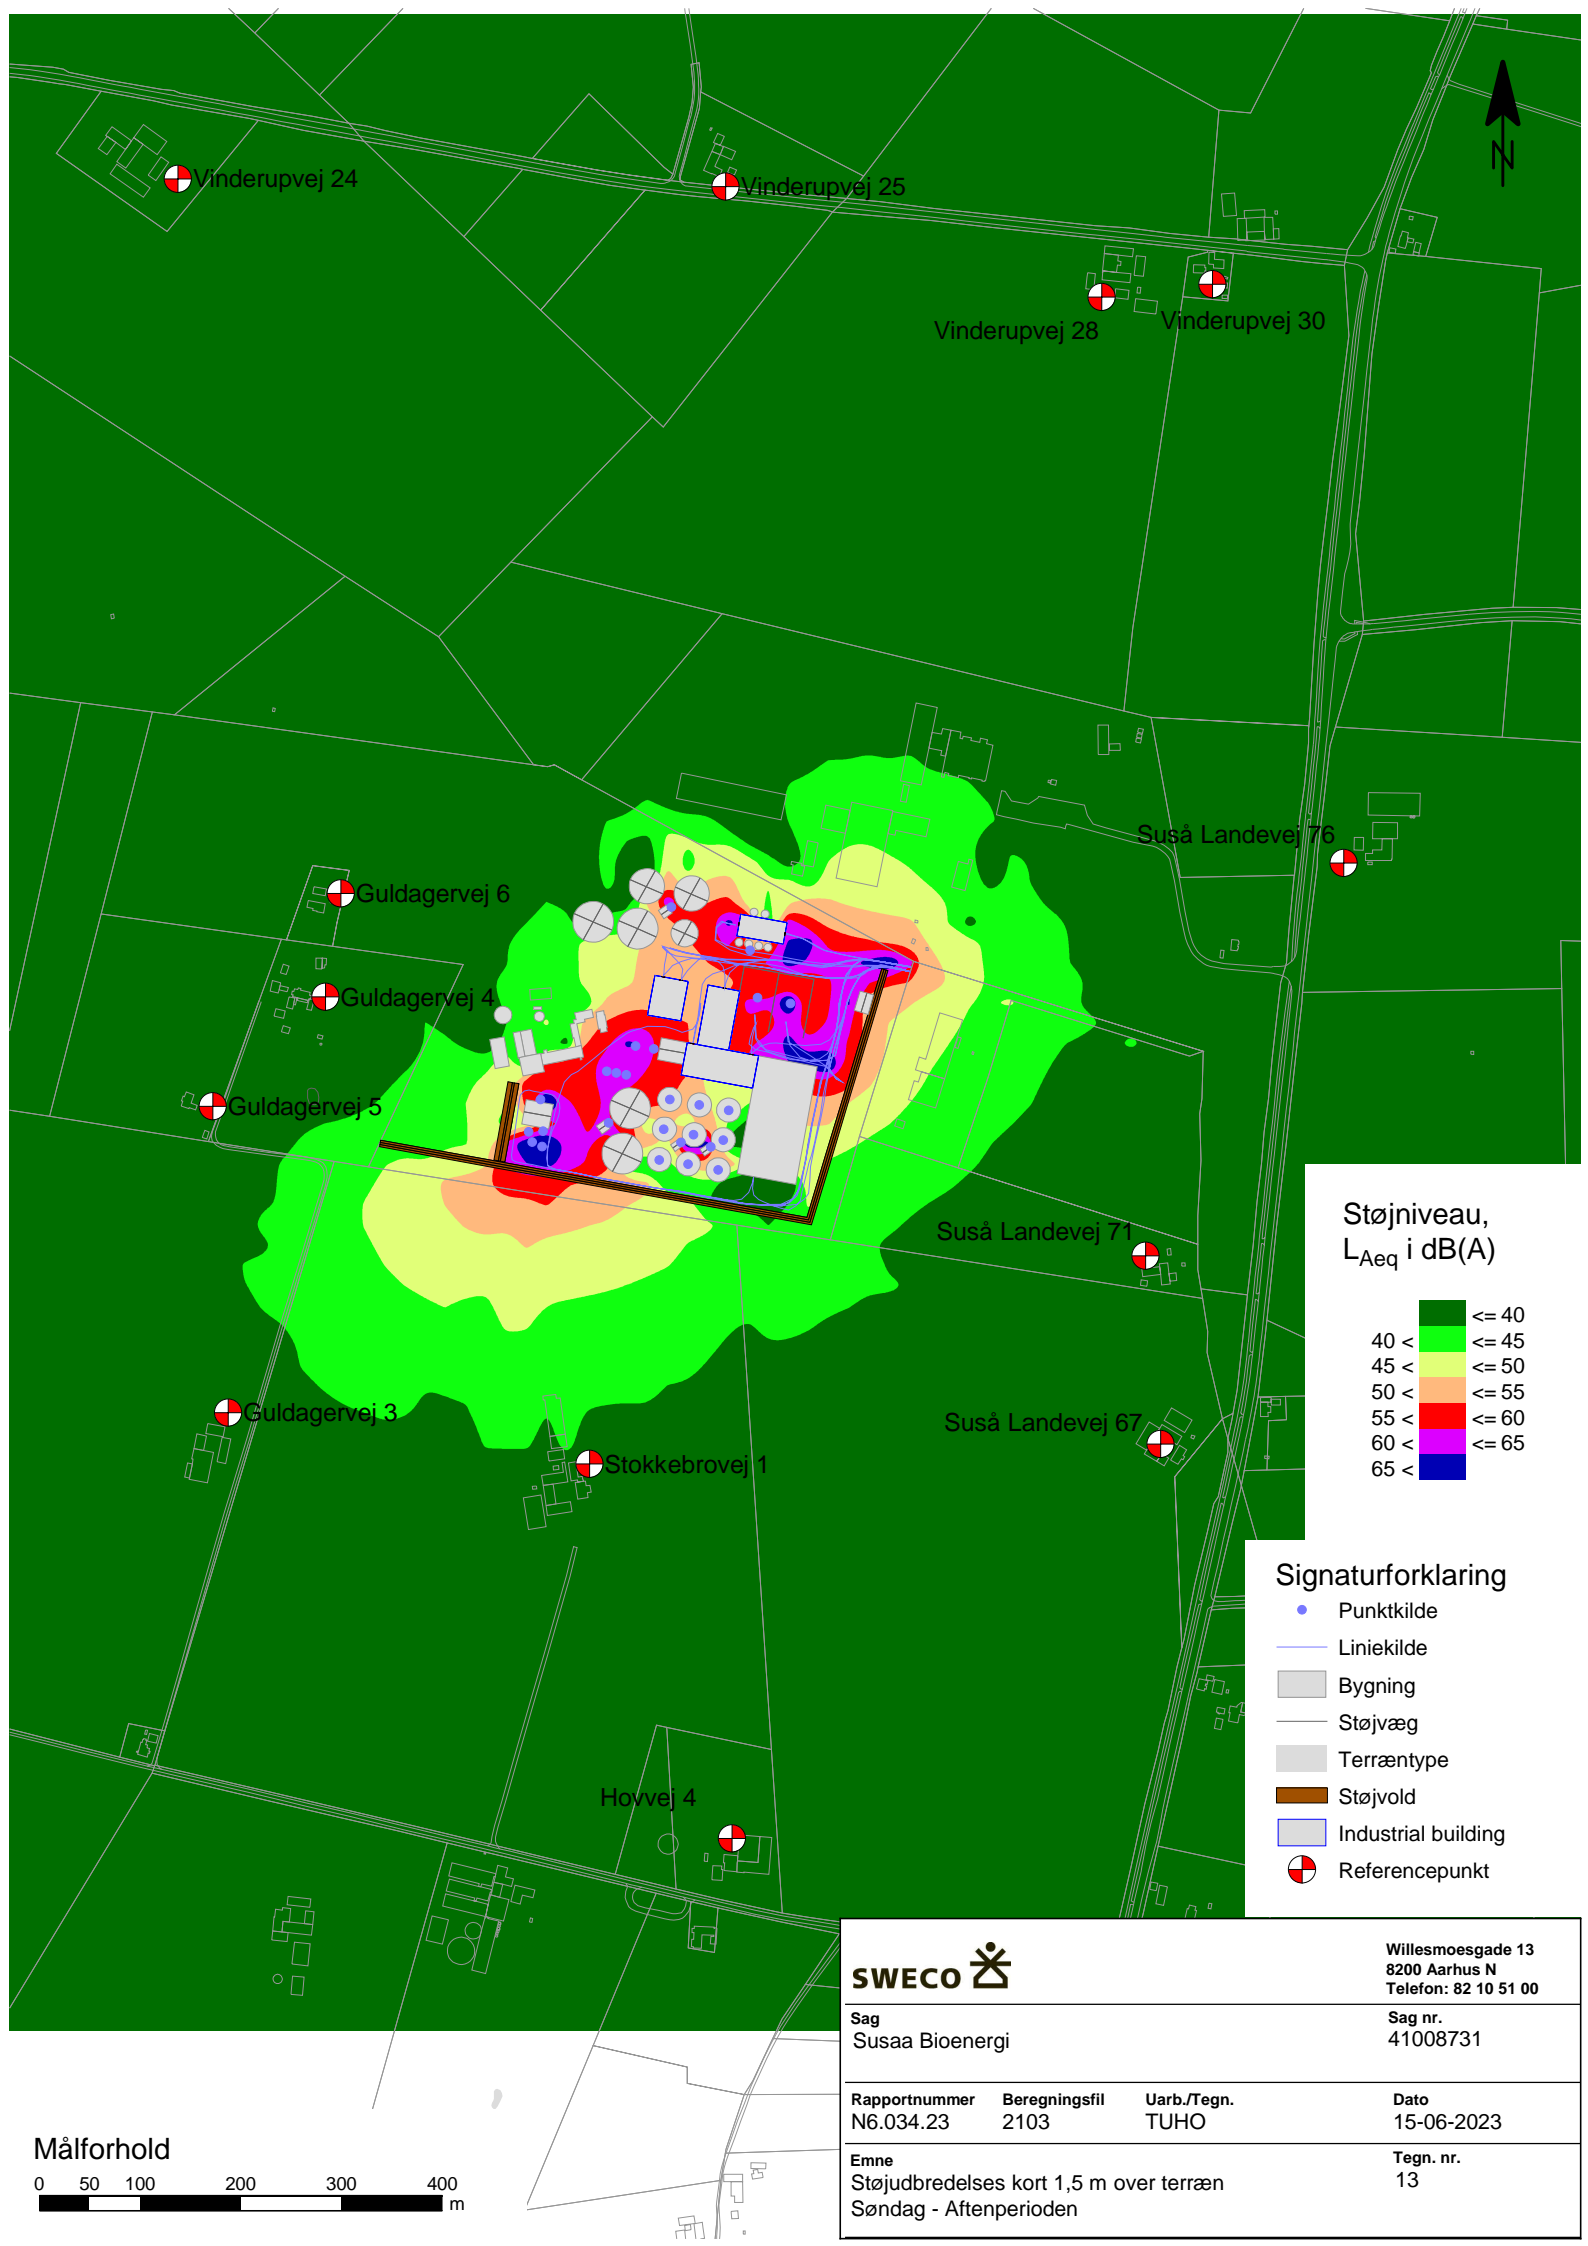 Vinderupvej 24
Vinderupvej 25
N
Vinderupvej 28
Vinderupvej 30
Suså Landevej 76
Guldagervej 6
Guldagervej 4
Guldagervej 5
Suså Landevej 71
Guldagervej 3
Suså Landevej 67
Stokkebrovej 1
Hovvej 4
Støjniveau,
LAeq i dB(A)
<= 40
40 < <= 45
45 < <= 50
50 < <= 55
55 < <= 60
60 < <= 65
65 <
Signaturforklaring
Punktkilde
Liniekilde
Bygning
Støjvæg
Terræntype
Støjvold
Industrial building
Referencepunkt
SWECO
Willesmoesgade 13
8200 Aarhus N
Telefon: 82 10 51 00
Sag
Susaa Bioenergi
Sag nr.
41008731
Rapportnummer Beregningsfil Uarb./Tegn. Dato
N6.034.23 2103 TUHO 15-06-2023
Emne
Støjudbredelses kort 1,5 m over terræn
Søndag - Aftenperioden
Tegn. nr.
13
Målforhold
0 50 100 200 300 400
m